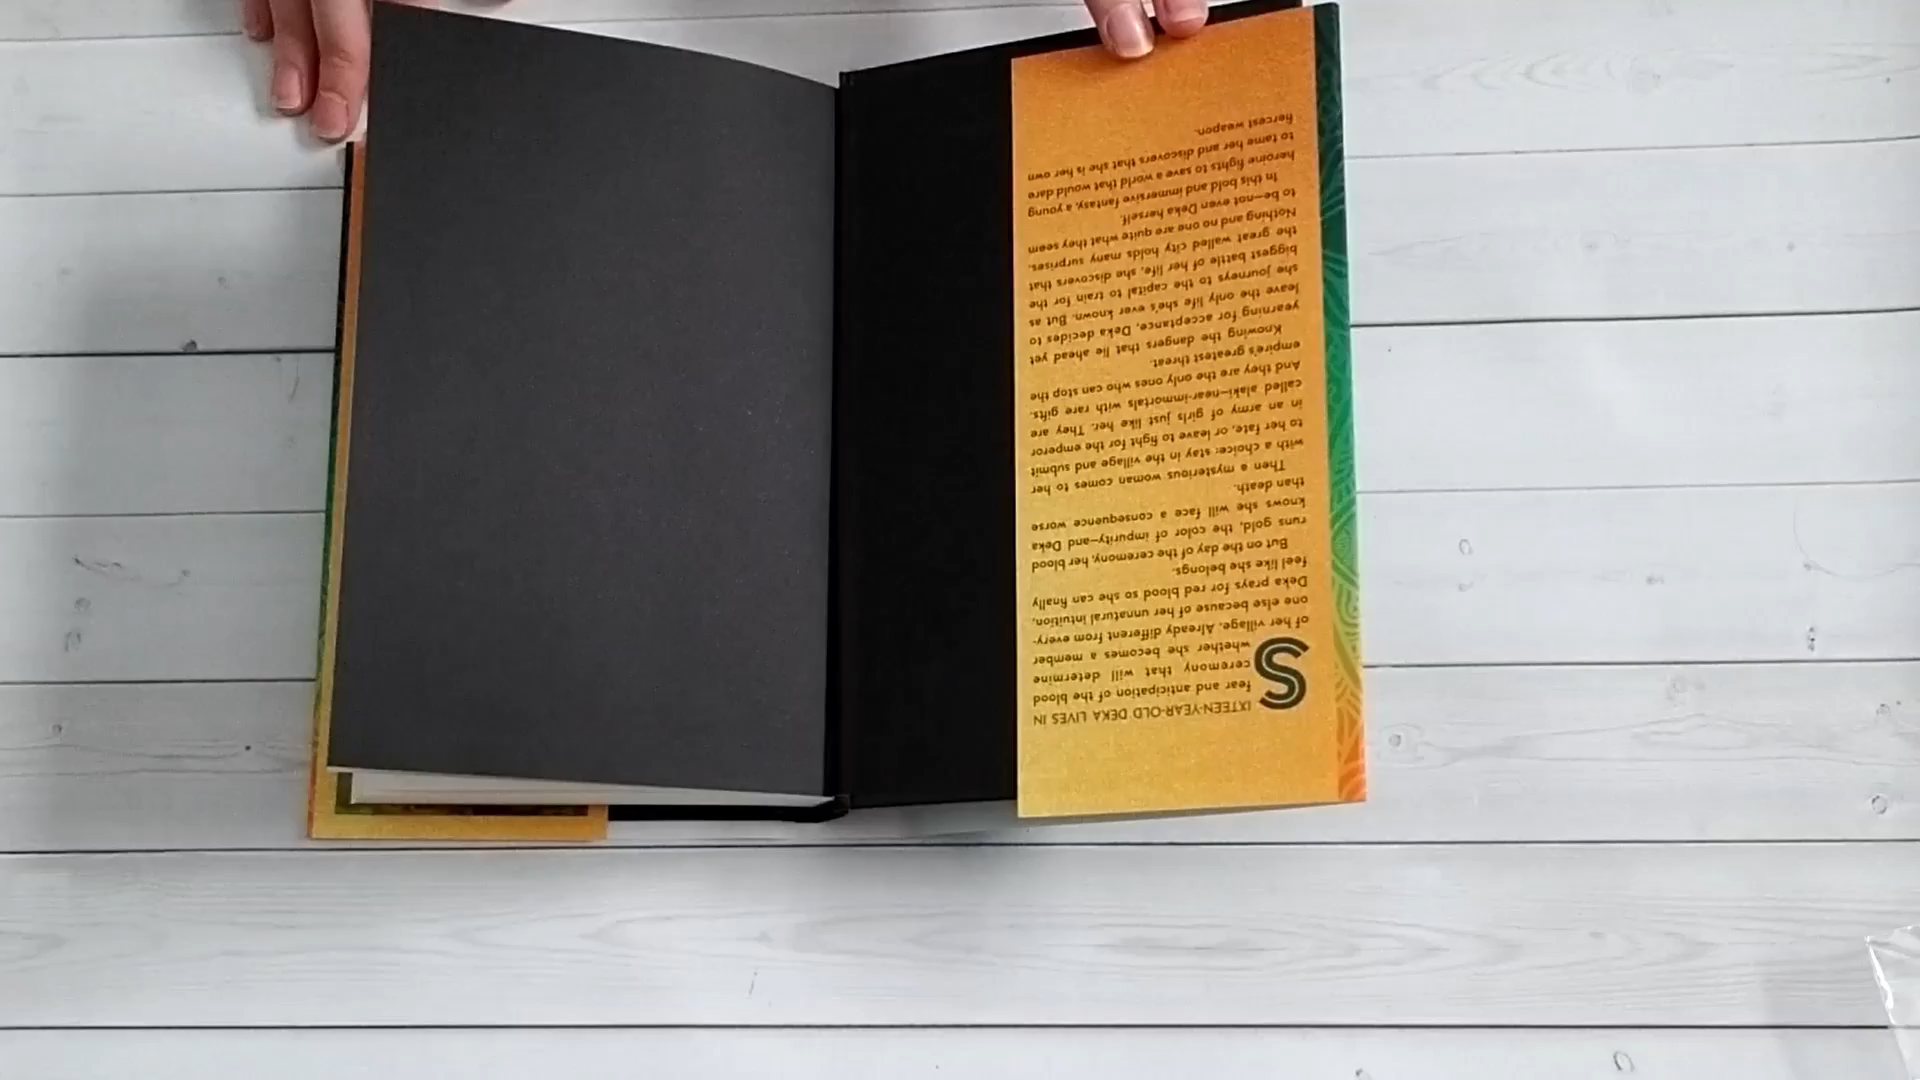 SIXTEEN-YEAR-OLD DEKA LIVES IN
fear and anticipation of the blood
ceremony that will determine
whether she becomes a member
of her village. Already different from every-
one else because of her unnatural intuition,
Deka prays for red blood so she can finally
feel like she belongs.
But on the day of the ceremony, her blood
runs gold, the color of impurity—and Deka
knows she will face a consequence worse
than death.
Then a mysterious woman comes to her
with a choice: stay in the village and submit
to her fate, or leave to fight for the emperor
in an army of girls just like her. They are
called alaki—near-immortals with rare gifts.
And they are the only ones who can stop the
empire's greatest threat.
Knowing the dangers that lie ahead yet
yearning for acceptance, Deka decides to
leave the only life she's ever known. But as
she journeys to the capital to train for the
biggest battle of her life, she discovers that
the great walled city holds many surprises.
Nothing and no one are quite what they seem
to be—not even Deka herself.
In this bold and immersive fantasy, a young
heroine fights to save a world that would dare
to tame her and discovers that she is her own
fiercest weapon.